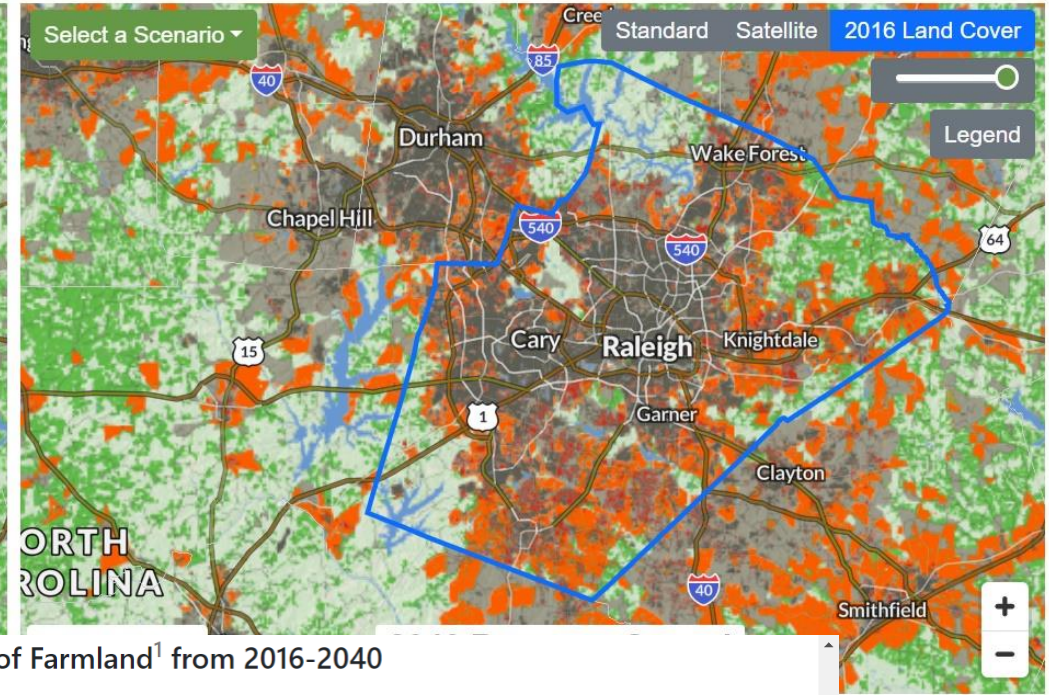 Select a Scenario
Standard Satellite 2016 Land Cover
Legend
40
85
Cree
Durham
Wake Forest
Chapel Hill
540
540
64
15
Cary
Raleigh
Knightdale
1
Garner
Clayton
ORTH
ROLINA
40
Smithfield
+
−
of Farmland¹ from 2016-2040